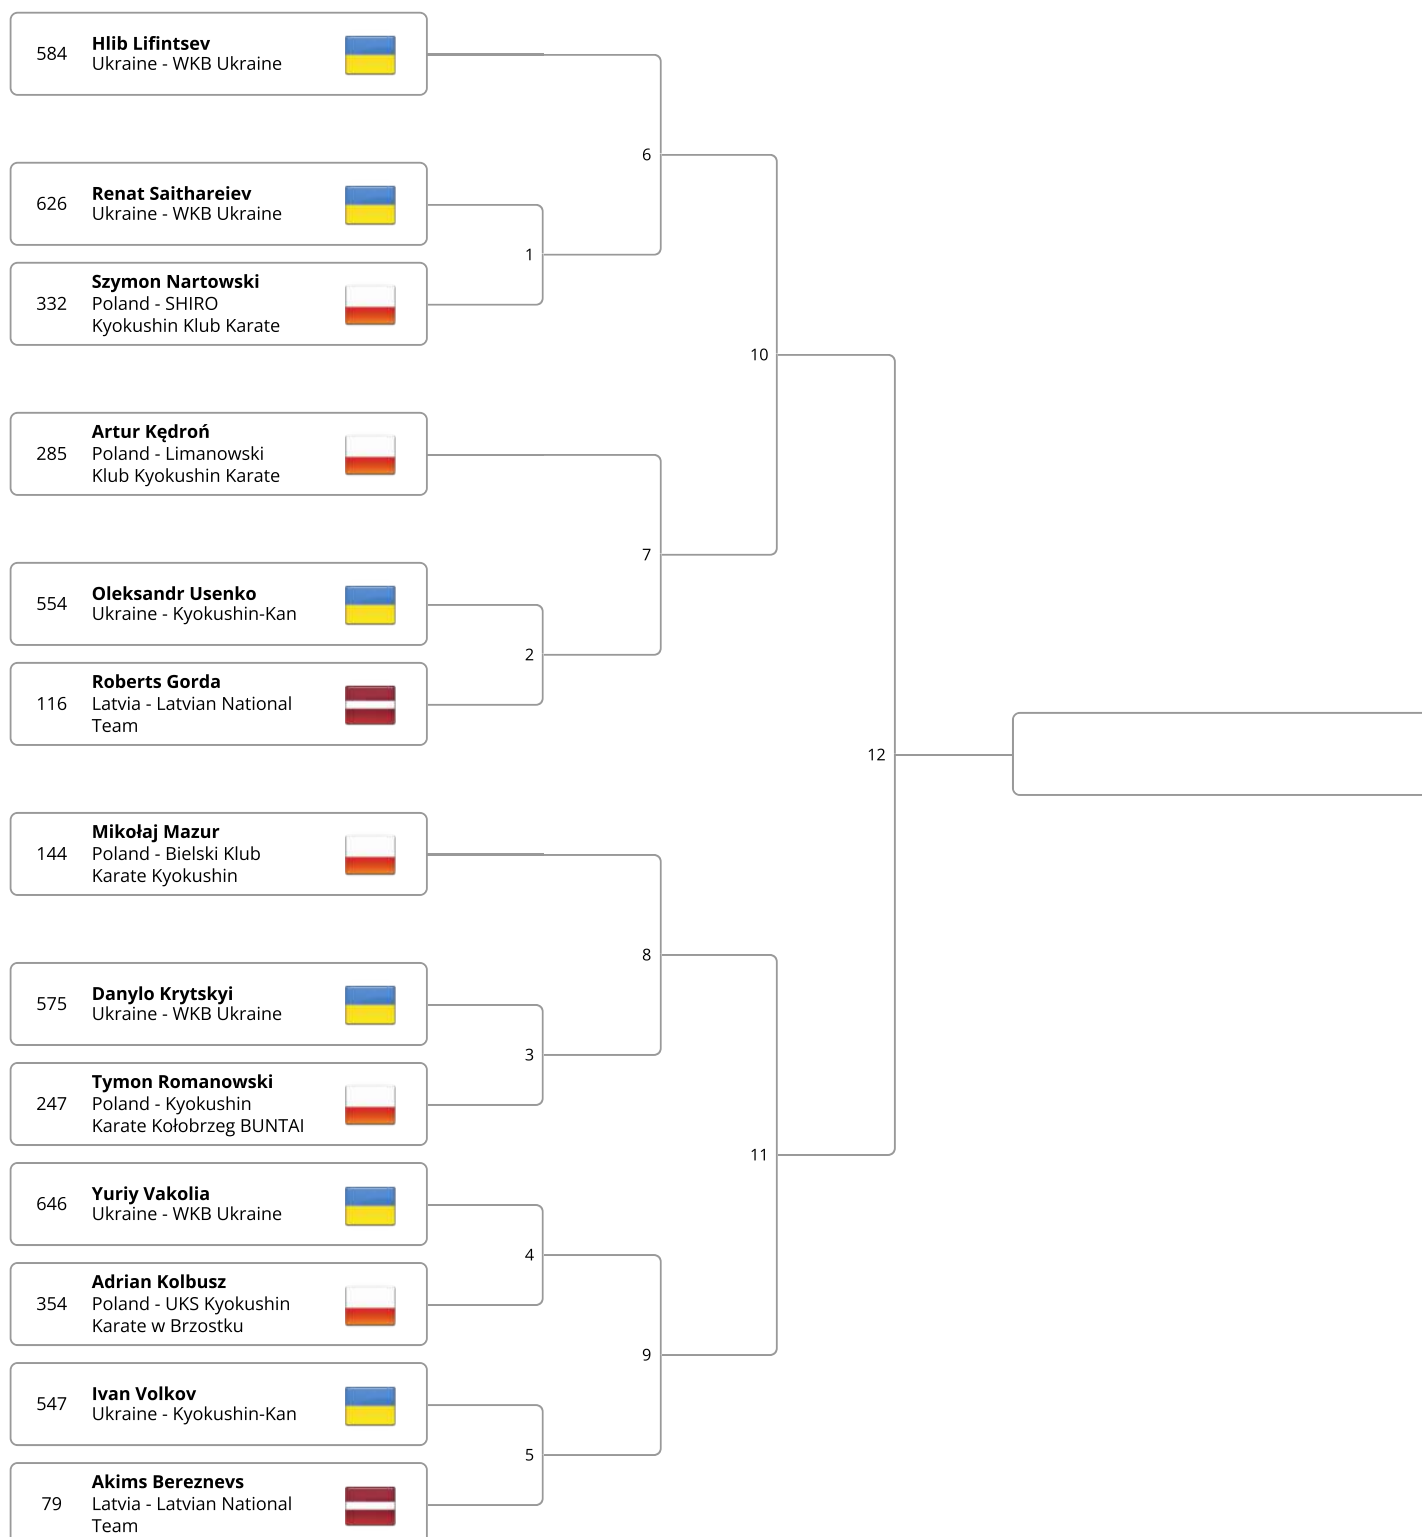 584
Hlib Lifintsev
Ukraine - WKB Ukraine
6
626
Renat Saithareiev
Ukraine - WKB Ukraine
1
332
Szymon Nartowski
Poland - SHIRO
Kyokushin Klub Karate
10
285
Artur Kędroń
Poland - Limanowski
Klub Kyokushin Karate
7
554
Oleksandr Usenko
Ukraine - Kyokushin-Kan
2
116
Roberts Gorda
Latvia - Latvian National
Team
12
144
Mikołaj Mazur
Poland - Bielski Klub
Karate Kyokushin
8
575
Danylo Krytskyi
Ukraine - WKB Ukraine
3
247
Tymon Romanowski
Poland - Kyokushin
Karate Kołobrzeg BUNTAI
11
646
Yuriy Vakolia
Ukraine - WKB Ukraine
4
354
Adrian Kolbusz
Poland - UKS Kyokushin
Karate w Brzostku
9
547
Ivan Volkov
Ukraine - Kyokushin-Kan
5
79
Akims Bereznevs
Latvia - Latvian National
Team